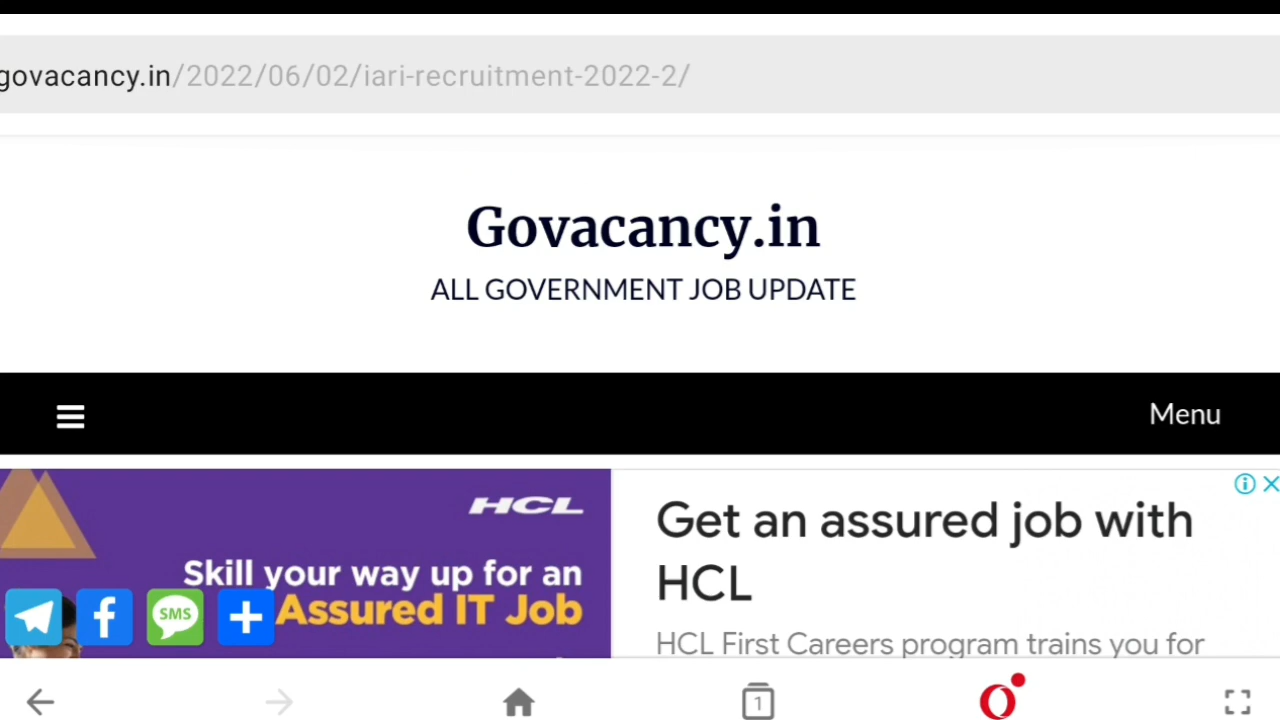 govacancy.in/2022/06/02/iari-recruitment-2022-2/
Govacancy.in
ALL GOVERNMENT JOB UPDATE
Menu
HCL
Skill your way up for an
Assured IT Job
Get an assured job with
HCL
HCL First Careers program trains you for
SMS
1